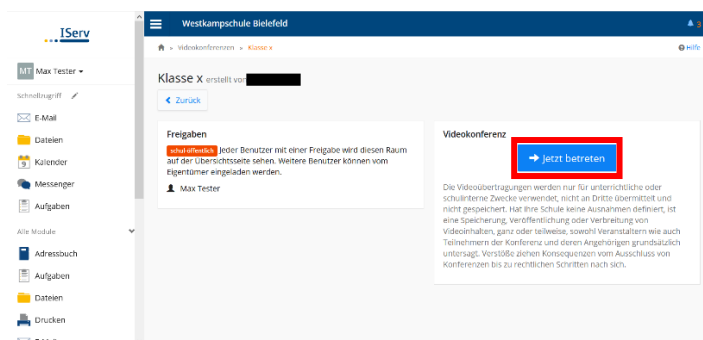 IServ
MT Max Tester
Schnellzugriff
E-Mail
Dateien
9 Kalender
Messenger
Aufgaben
Alle Module
Adressbuch
Aufgaben
Dateien
Drucken
Westkampschule Bielefeld
3
> Videokonferenzen > Klasse x
Hilfe
Klasse x erstellt von
Zurück
Freigaben
schul-öffentlich Jeder Benutzer mit einer Freigabe wird diesen Raum
auf der Übersichtsseite sehen. Weitere Benutzer können vom
Eigentümer eingeladen werden.
Max Tester
Videokonferenz
Jetzt betreten
Die Videoübertragungen werden nur für unterrichtliche oder
schulinterne Zwecke verwendet, nicht an Dritte übermittelt und
nicht gespeichert. Hat Ihre Schule keine Ausnahmen definiert, ist
eine Speicherung, Veröffentlichung oder Verbreitung von
Videoinhalten, ganz oder teilweise, sowohl Veranstaltern wie auch
Teilnehmern der Konferenz und deren Angehörigen grundsätzlich
untersagt. Verstöße ziehen Konsequenzen vom Ausschluss von
Konferenzen bis zu rechtlichen Schritten nach sich.